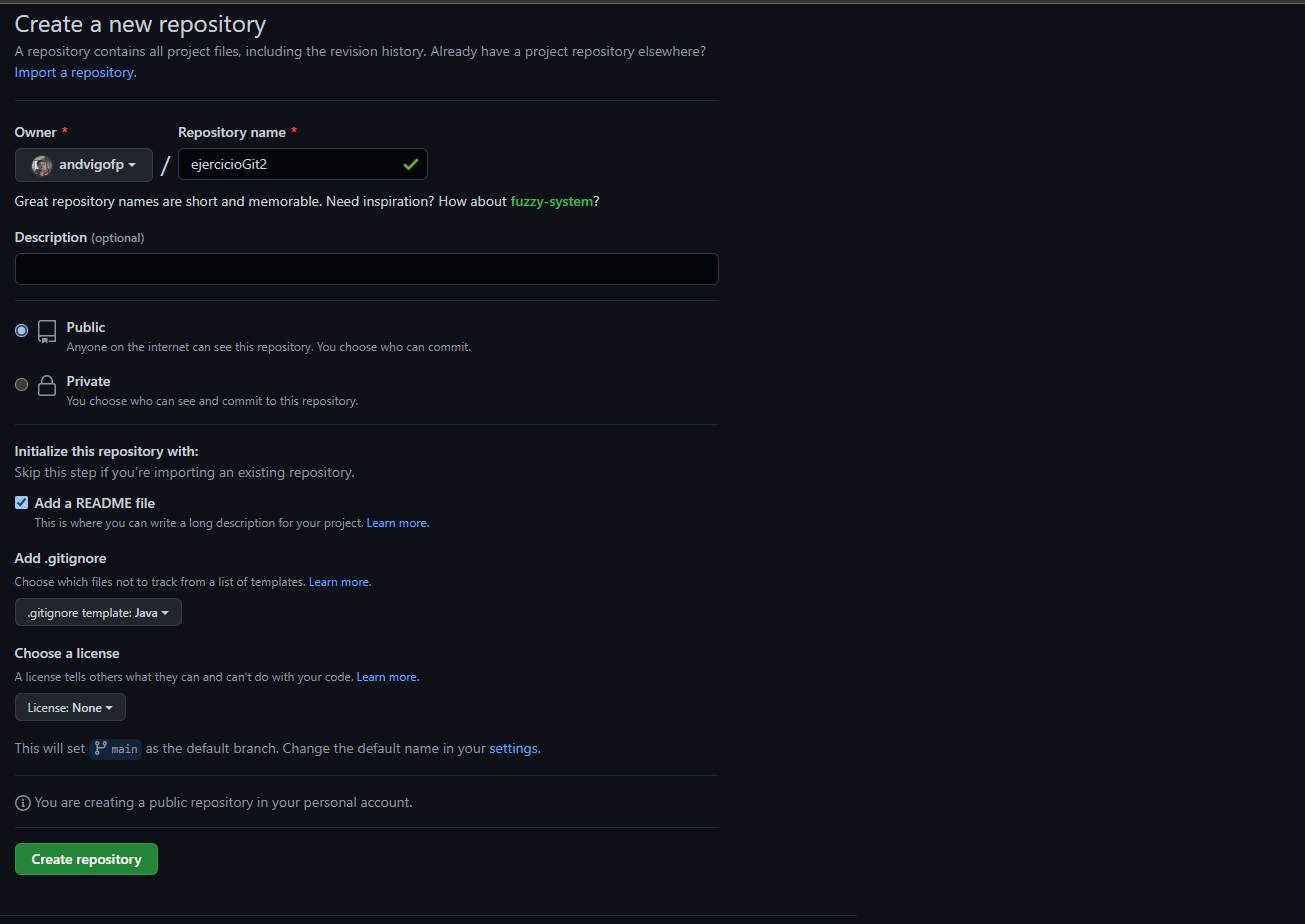 Create a new repository
A repository contains all project files, including the revision history. Already have a project repository elsewhere?
Import a repository.
Owner * Repository name *
andvigofp / ejercicioGit2
Great repository names are short and memorable. Need inspiration? How about fuzzy-system?
Description (optional)
Public
Anyone on the internet can see this repository. You choose who can commit.
Private
You choose who can see and commit to this repository.
Initialize this repository with:
Skip this step if you're importing an existing repository.
Add a README file
This is where you can write a long description for your project. Learn more.
Add .gitignore
Choose which files not to track from a list of templates. Learn more.
.gitignore template: Java
Choose a license
A license tells others what they can and can't do with your code. Learn more.
License: None
This will set main as the default branch. Change the default name in your settings.
You are creating a public repository in your personal account.
Create repository